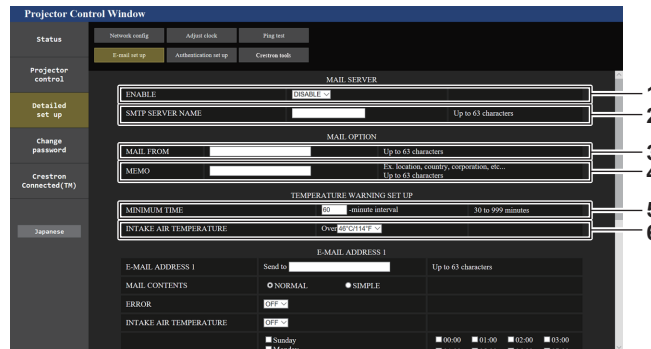 Projector Control Window
Status
Network config
Adjust clock
Ping test
E-mail set up
Authentication set up
Crestron tools
Projector
control
Detailed
set up
Change
password
Crestron
Connected(TM)
Japanese
MAIL SERVER
ENABLE DISABLE 1
SMTP SERVER NAME Up to 63 characters 2
MAIL OPTION
MAIL FROM Up to 63 characters 3
MEMO Ex. location, country, corporation, etc... 4
Up to 63 characters
TEMPERATURE WARNING SET UP
MINIMUM TIME 60 -minute interval 30 to 999 minutes 5
INTAKE AIR TEMPERATURE Over 46°C/114°F 6
E-MAIL ADDRESS 1
E-MAIL ADDRESS 1 Send to Up to 63 characters
MAIL CONTENTS NORMAL SIMPLE
ERROR OFF
INTAKE AIR TEMPERATURE OFF
Sunday 00:00 01:00 02:00 03:00
Monday